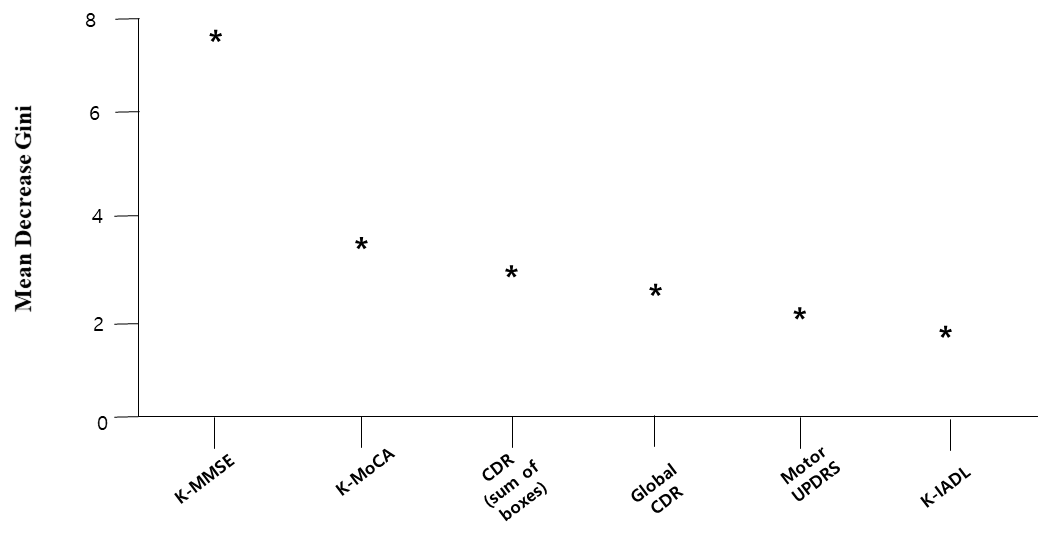 Mean Decrease Gini
8
6
4
2
0
K-MMSE
K-MoCA
CDR
(sum of
boxes)
Global
CDR
Motor
UPDRS
K-IADL